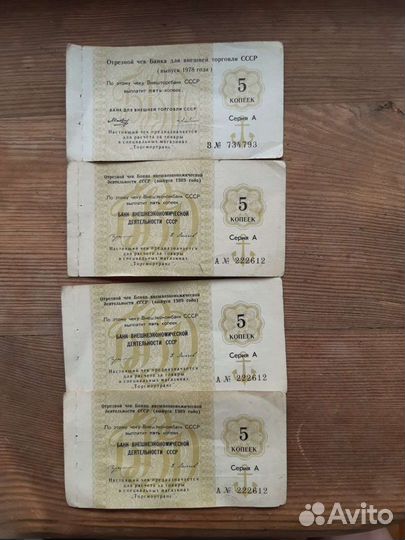 Отрезной чек Банка для внешней торговли СССР
(выпуск 1978 года)
По этому чеку Внешторгбанк СССР
выплатит пять копеек
БАНК ДЛЯ ВНЕШНЕЙ ТОРГОВЛИ СССР
Настоящий чек предназначается
для расчета за товары
в специальных магазинах
"Торгмортранс"
5
КОПЕЕК
Серия А
В № 734793
Отрезной чек Банка внешнеэкономической
деятельности СССР (выпуск 1989 года)
По этому чеку Внешэкономбанк СССР
выплатит пять копеек
БАНК ВНЕШНЕЭКОНОМИЧЕСКОЙ
ДЕЯТЕЛЬНОСТИ СССР
Настоящий чек предназначается
для расчета за товары
в специальных магазинах
"Торгмортранс"
5
КОПЕЕК
Серия А
А № 222612
Отрезной чек Банка внешнеэкономической
деятельности СССР (выпуск 1989 года)
По этому чеку Внешэкономбанк СССР
выплатит пять копеек
БАНК ВНЕШНЕЭКОНОМИЧЕСКОЙ
ДЕЯТЕЛЬНОСТИ СССР
Настоящий чек предназначается
для расчета за товары
в специальных магазинах
"Торгмортранс"
5
КОПЕЕК
Серия А
А № 222612
Отрезной чек Банка внешнеэкономической
деятельности СССР (выпуск 1989 года)
По этому чеку Внешэкономбанк СССР
выплатит пять копеек
БАНК ВНЕШНЕЭКОНОМИЧЕСКОЙ
ДЕЯТЕЛЬНОСТИ СССР
Настоящий чек предназначается
для расчета за товары
в специальных магазинах
"Торгмортранс"
5
КОПЕЕК
Серия А
А № 222612
Avito